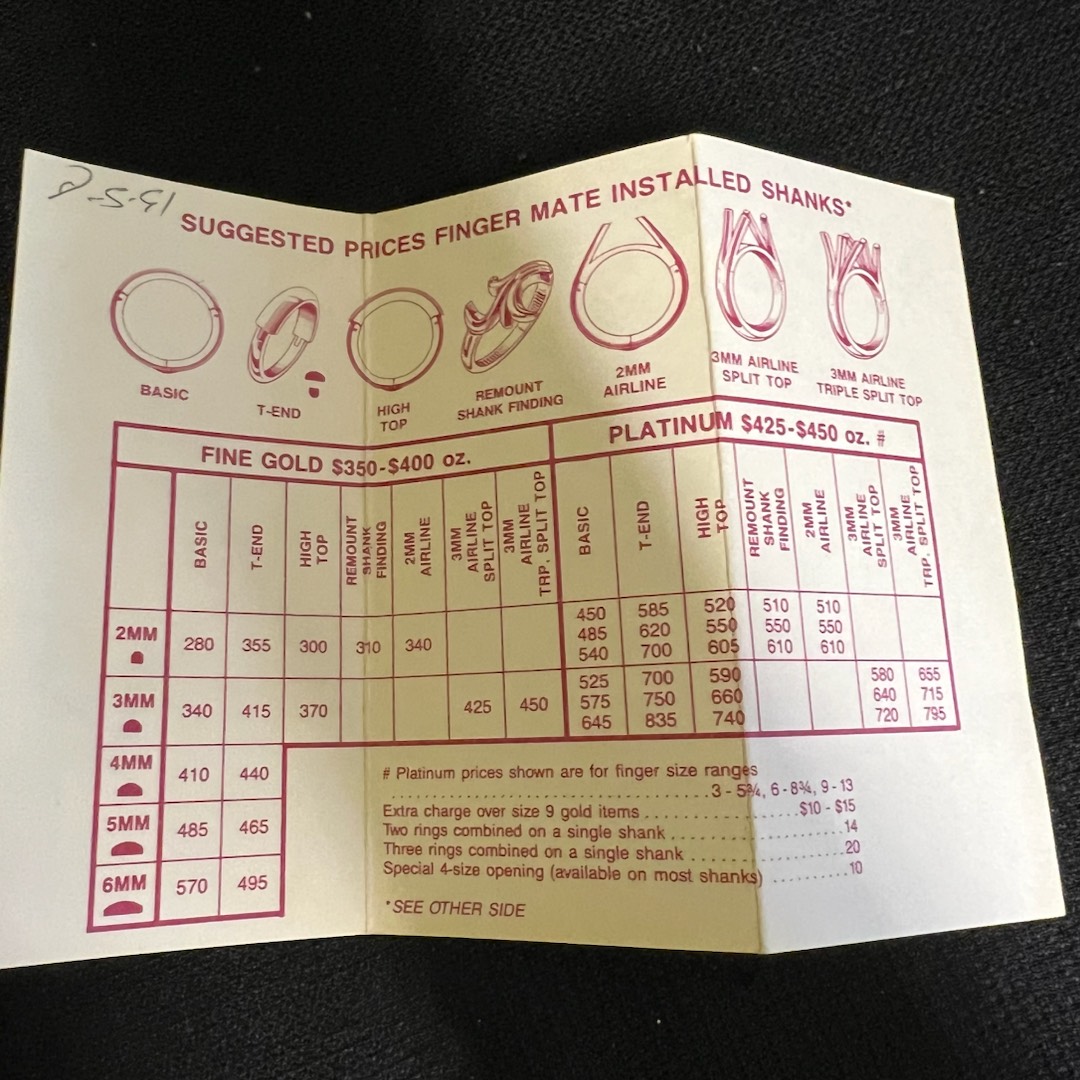 SUGGESTED PRICES FINGER MATE INSTALLED SHANKS*
BASIC
T-END
HIGH
TOP
REMOUNT
SHANK FINDING
2MM
AIRLINE
3MM AIRLINE
SPLIT TOP
3MM AIRLINE
TRIPLE SPLIT TOP
FINE GOLD $350-$400 oz.
PLATINUM $425-$450 oz. #
BASIC
T-END
HIGH
TOP
REMOUNT
SHANK
FINDING
2MM
AIRLINE
3MM
AIRLINE
SPLIT TOP
3MM
AIRLINE
TRP. SPLIT TOP
BASIC
T-END
HIGH
TOP
REMOUNT
SHANK
FINDING
2MM
AIRLINE
3MM
AIRLINE
SPLIT TOP
3MM
AIRLINE
TRP. SPLIT TOP
2MM 280 355 300 310 340
450 585 520 510 510
485 620 550 550 550
540 700 605 610 610
3MM 340 415 370 425 450
525 700 590 580 655
575 750 660 640 715
645 835 740 720 795
4MM 410 440
5MM 485 465
6MM 570 495
# Platinum prices shown are for finger size ranges
3 - 5¾, 6 - 8¾, 9 - 13
Extra charge over size 9 gold items $10 - $15
Two rings combined on a single shank 14
Three rings combined on a single shank 20
Special 4-size opening (available on most shanks) 10
*SEE OTHER SIDE